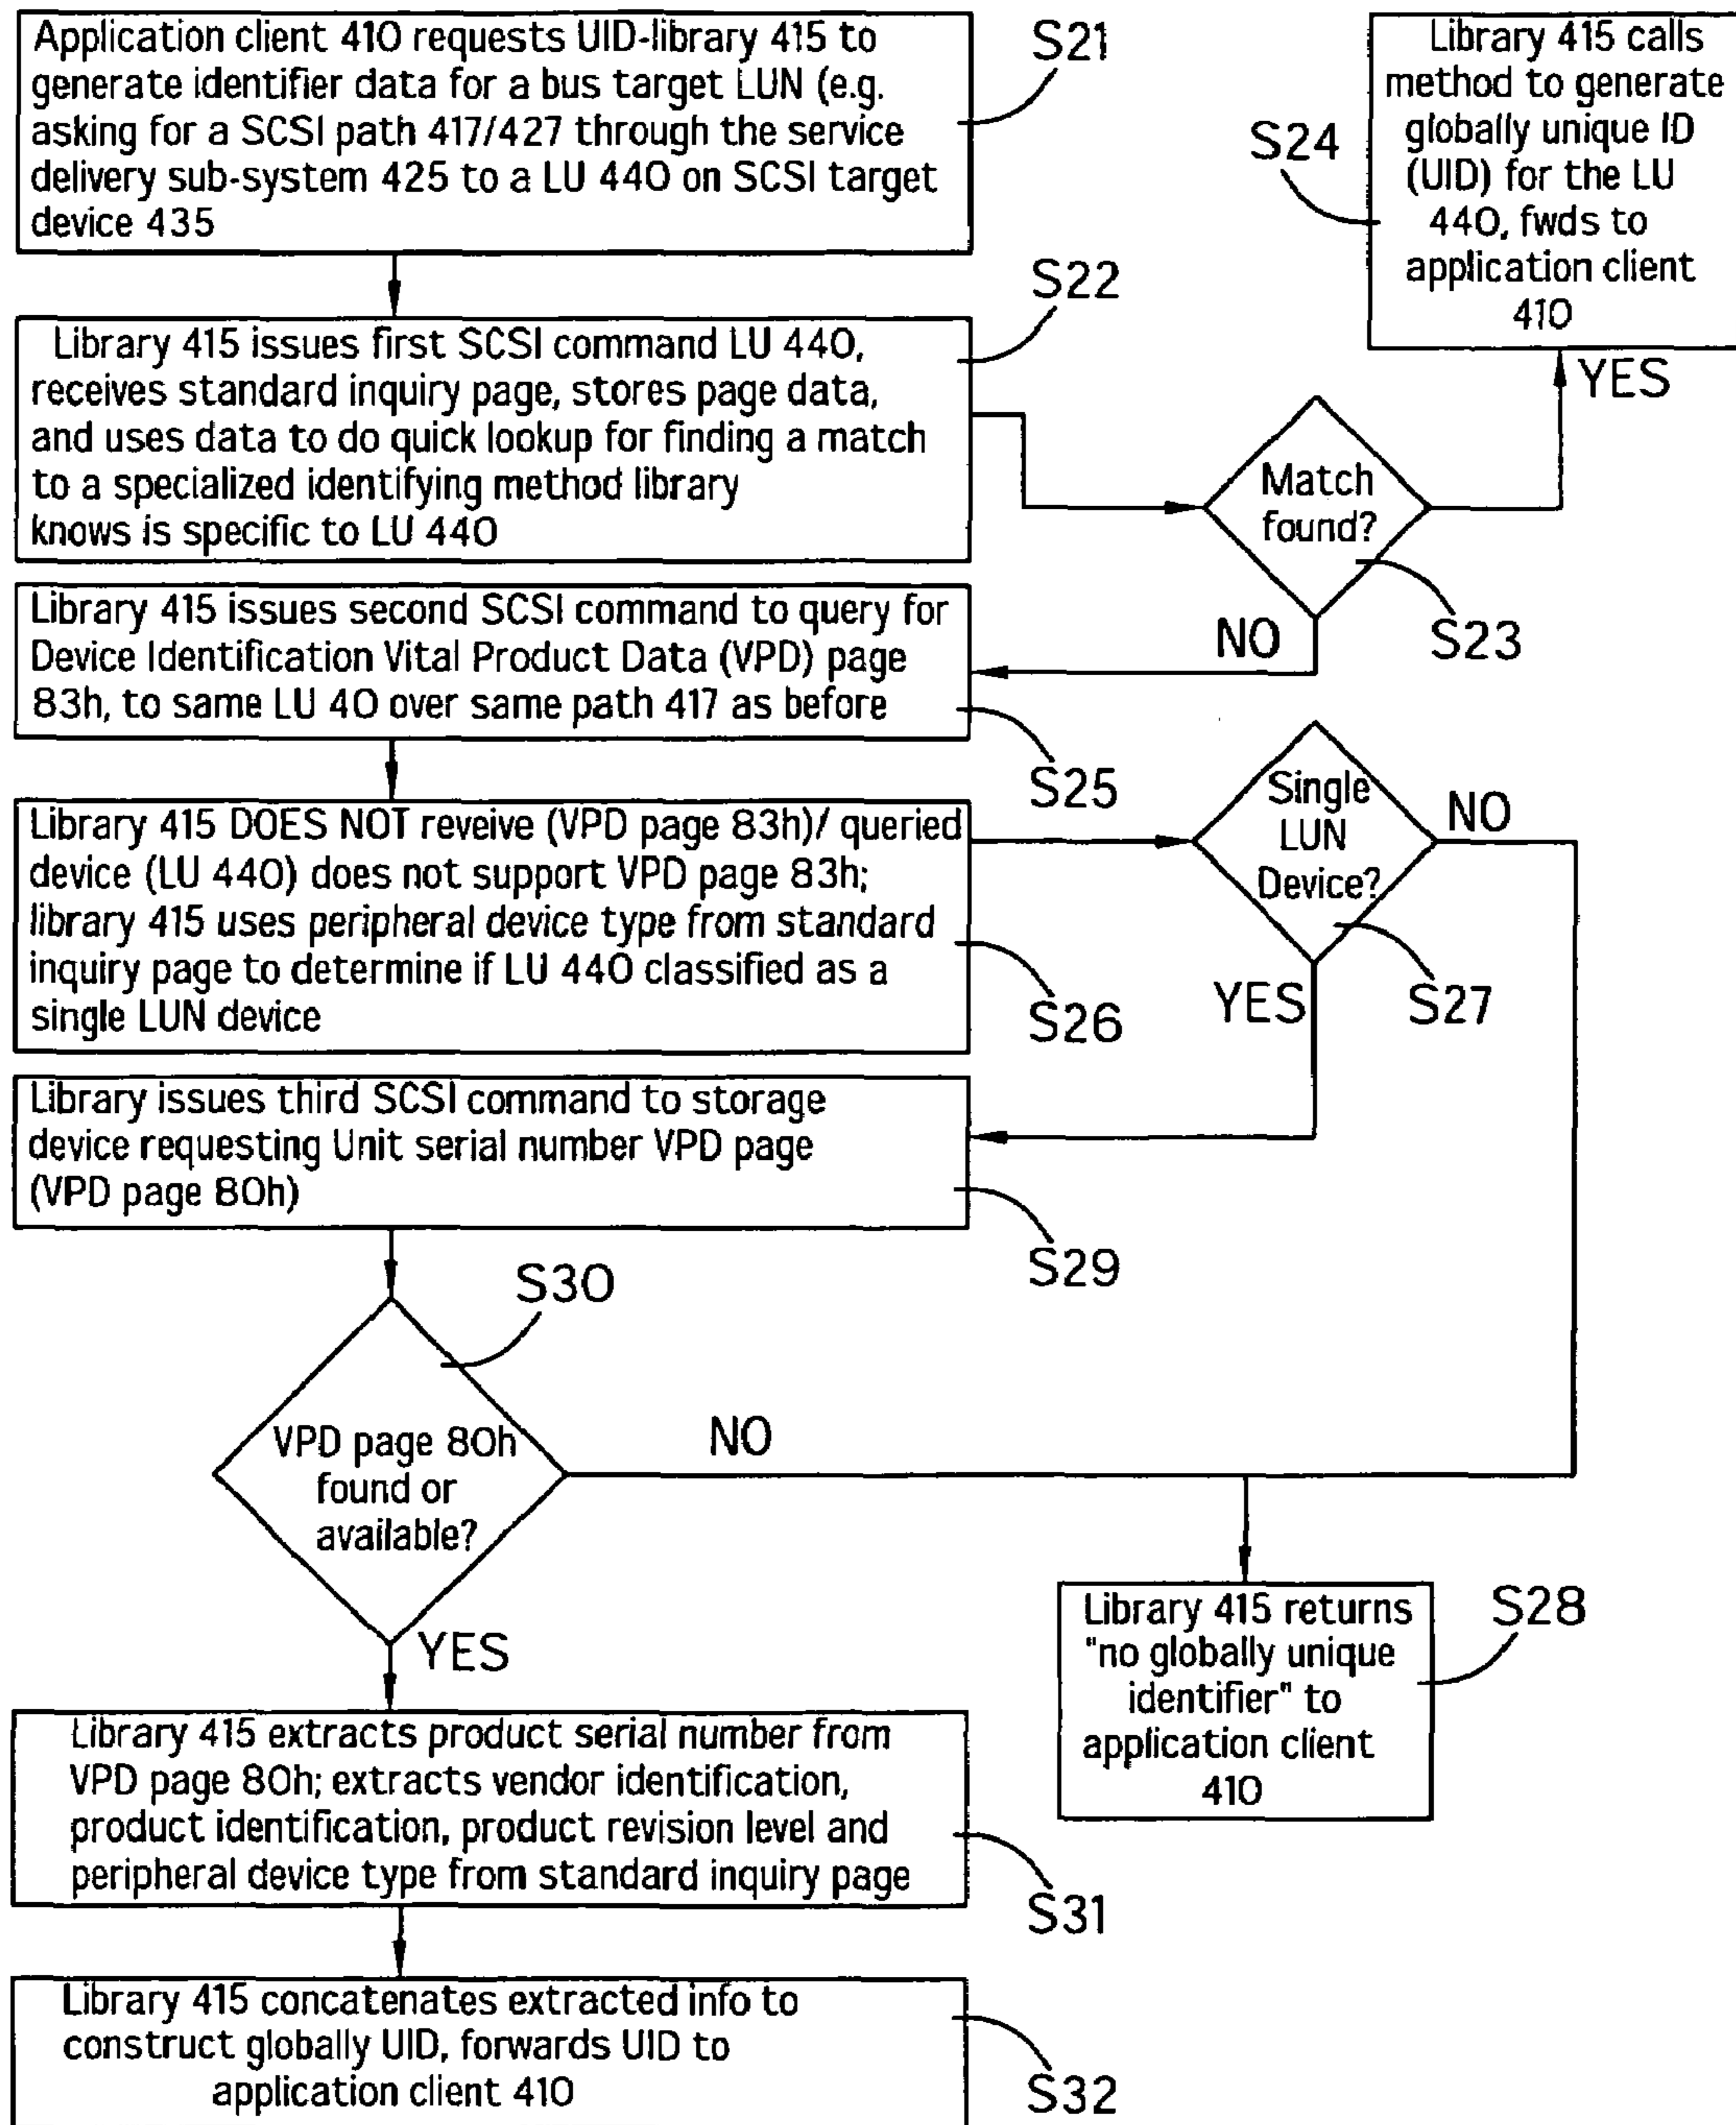 Application client 410 requests UID-library 415 to
generate identifier data for a bus target LUN (e.g.
asking for a SCSI path 417/427 through the service
delivery sub-system 425 to a LU 440 on SCSI target
device 435
S21
Library 415 calls
method to generate
globally unique ID
(UID) for the LU
440, fwds to
application client
410
S24
Library 415 issues first SCSI command LU 440,
receives standard inquiry page, stores page data,
and uses data to do quick lookup for finding a match
to a specialized identifying method library
knows is specific to LU 440
S22
YES
Match
found?
S23
NO
Library 415 issues second SCSI command to query for
Device Identification Vital Product Data (VPD) page
83h, to same LU 40 over same path 417 as before
S25
Library 415 DOES NOT reveive (VPD page 83h)/ queried
device (LU 440) does not support VPD page 83h;
library 415 uses peripheral device type from standard
inquiry page to determine if LU 440 classified as a
single LUN device
S26
Single
LUN
Device?
NO
YES
S27
Library issues third SCSI command to storage
device requesting Unit serial number VPD page
(VPD page 80h)
S29
S30
VPD page 80h
found or
available?
NO
YES
Library 415 returns
"no globally unique
identifier" to
application client
410
S28
Library 415 extracts product serial number from
VPD page 80h; extracts vendor identification,
product identification, product revision level and
peripheral device type from standard inquiry page
S31
Library 415 concatenates extracted info to
construct globally UID, forwards UID to
application client 410
S32